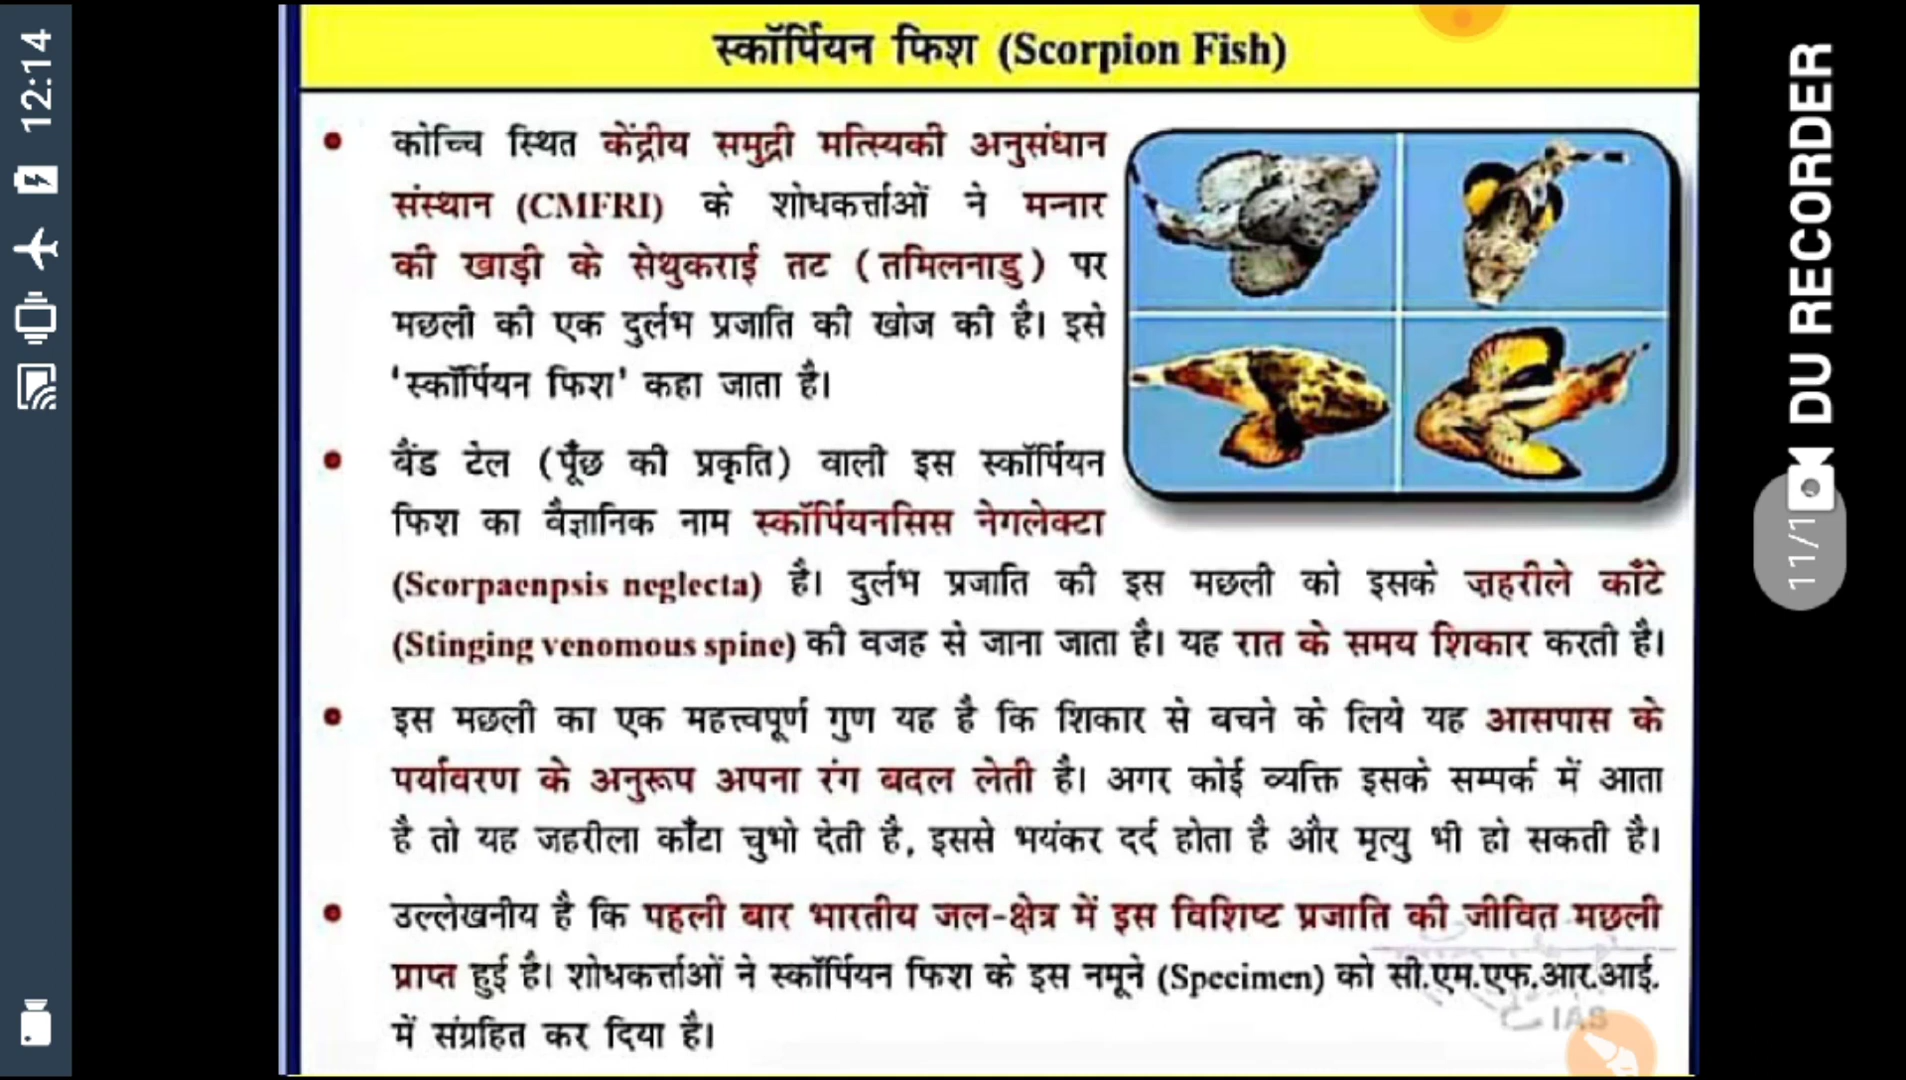 स्कॉर्पियन फिश (Scorpion Fish)
कोच्चि स्थित केंद्रीय समुद्री मत्स्यिकी अनुसंधान
संस्थान (CMFRI) के शोधकर्त्ताओं ने मन्नार
की खाड़ी के सेथुकराई तट (तमिलनाडु) पर
मछली की एक दुर्लभ प्रजाति की खोज की है। इसे
'स्कॉर्पियन फिश' कहा जाता है।
बैंड टेल (पूँछ की प्रकृति) वाली इस स्कॉर्पियन
फिश का वैज्ञानिक नाम स्कॉर्पियनसिस नेगलेक्टा
(Scorpaenpsis neglecta) है। दुर्लभ प्रजाति की इस मछली को इसके ज़हरीले काँटे
(Stinging venomous spine) की वजह से जाना जाता है। यह रात के समय शिकार करती है।
इस मछली का एक महत्त्वपूर्ण गुण यह है कि शिकार से बचने के लिये यह आसपास के
पर्यावरण के अनुरूप अपना रंग बदल लेती है। अगर कोई व्यक्ति इसके सम्पर्क में आता
है तो यह जहरीला काँटा चुभो देती है, इससे भयंकर दर्द होता है और मृत्यु भी हो सकती है।
उल्लेखनीय है कि पहली बार भारतीय जल-क्षेत्र में इस विशिष्ट प्रजाति की जीवित मछली
प्राप्त हुई है। शोधकर्त्ताओं ने स्कॉर्पियन फिश के इस नमूने (Specimen) को सी.एम.एफ.आर.आई.
में संग्रहित कर दिया है।
IAS
12:14
DU RECORDER
11/1